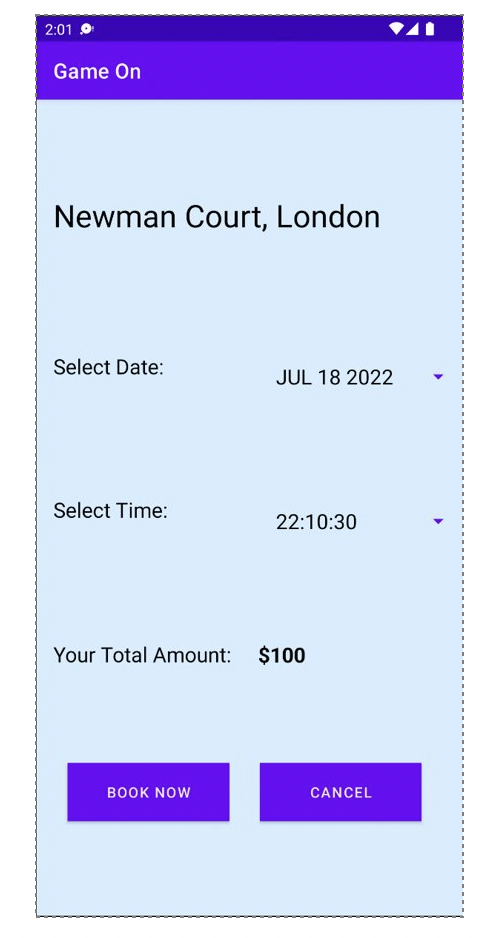 2:01
Game On
Newman Court, London
Select Date:
JUL 18 2022
Select Time:
22:10:30
Your Total Amount: $100
BOOK NOW CANCEL